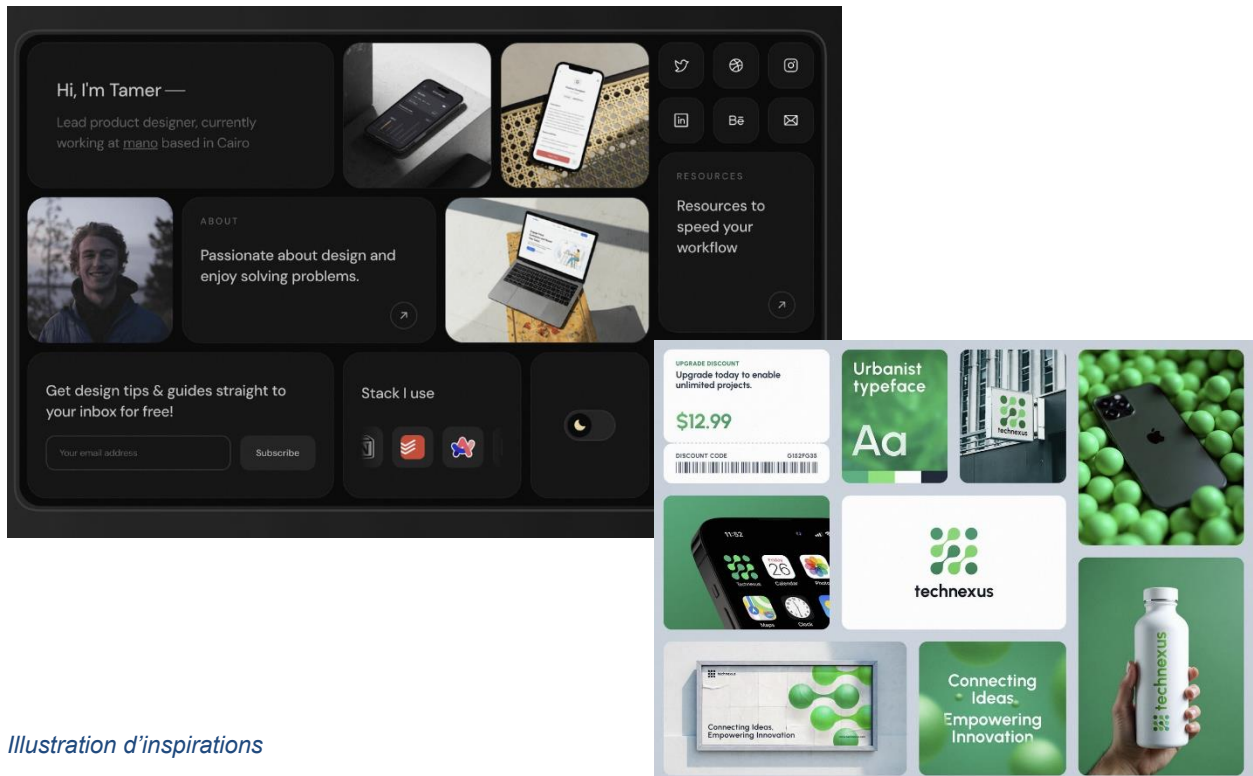 Hi, I'm Tamer —
Lead product designer, currently
working at mano based in Cairo
in
Bē
RESOURCES
Resources to
speed your
workflow
ABOUT
Passionate about design and
enjoy solving problems.
Get design tips & guides straight to
your inbox for free!
Your email address
Subscribe
Stack I use
UPGRADE DISCOUNT
Upgrade today to enable
unlimited projects.
$12.99
DISCOUNT CODE
G152FG35
Urbanist
typeface
Aa
technexus
11:52
Technexus
26
Calendar
Photo
Maps
Clock
technexus
technexus
Connecting Ideas,
Empowering Innovation
Connecting
Ideas,
Empowering
Innovation
technexus
Illustration d’inspirations